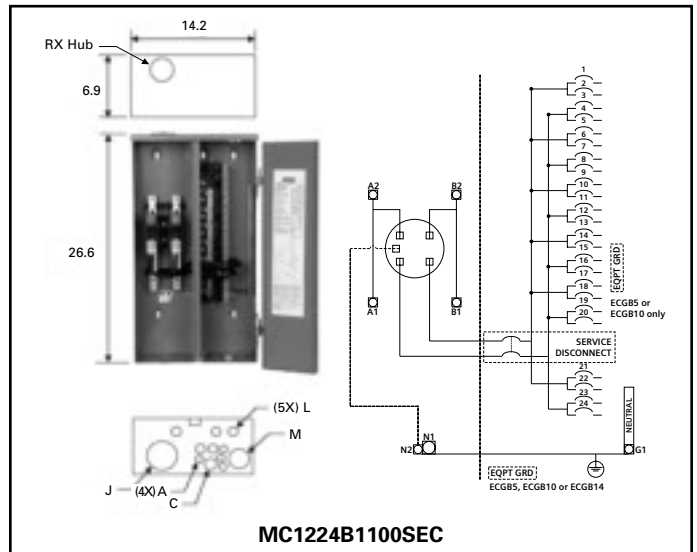 14.2
RX Hub
6.9
26.6
(5X) L
M
J
(4X) A
C
A2
B2
A1
B1
N2
N1
1
2
3
4
5
6
7
8
9
10
11
12
13
14
15
16
17
18
19
20
EQPT GRD
ECGB5 or
ECGB10 only
SERVICE
DISCONNECT
21
22
23
24
NEUTRAL
G1
EQPT GRD
ECGB5, ECGB10 or ECGB14
MC1224B1100SEC